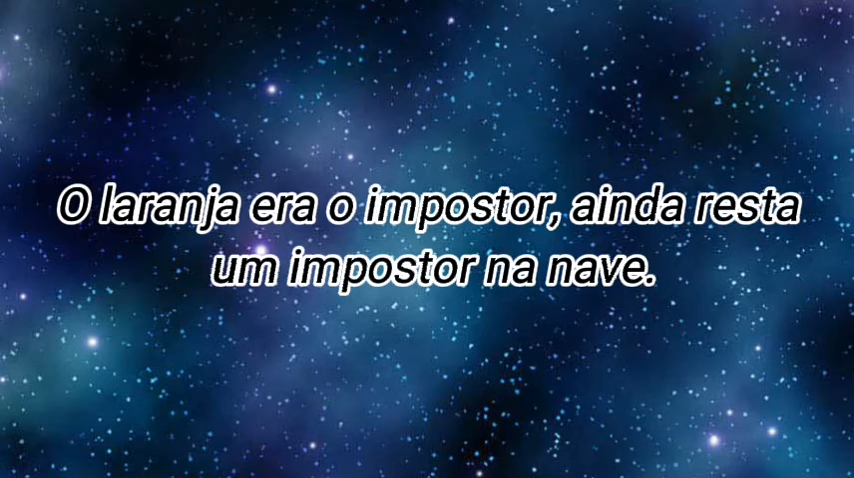 O laranja era o impostor, ainda resta
um impostor na nave.